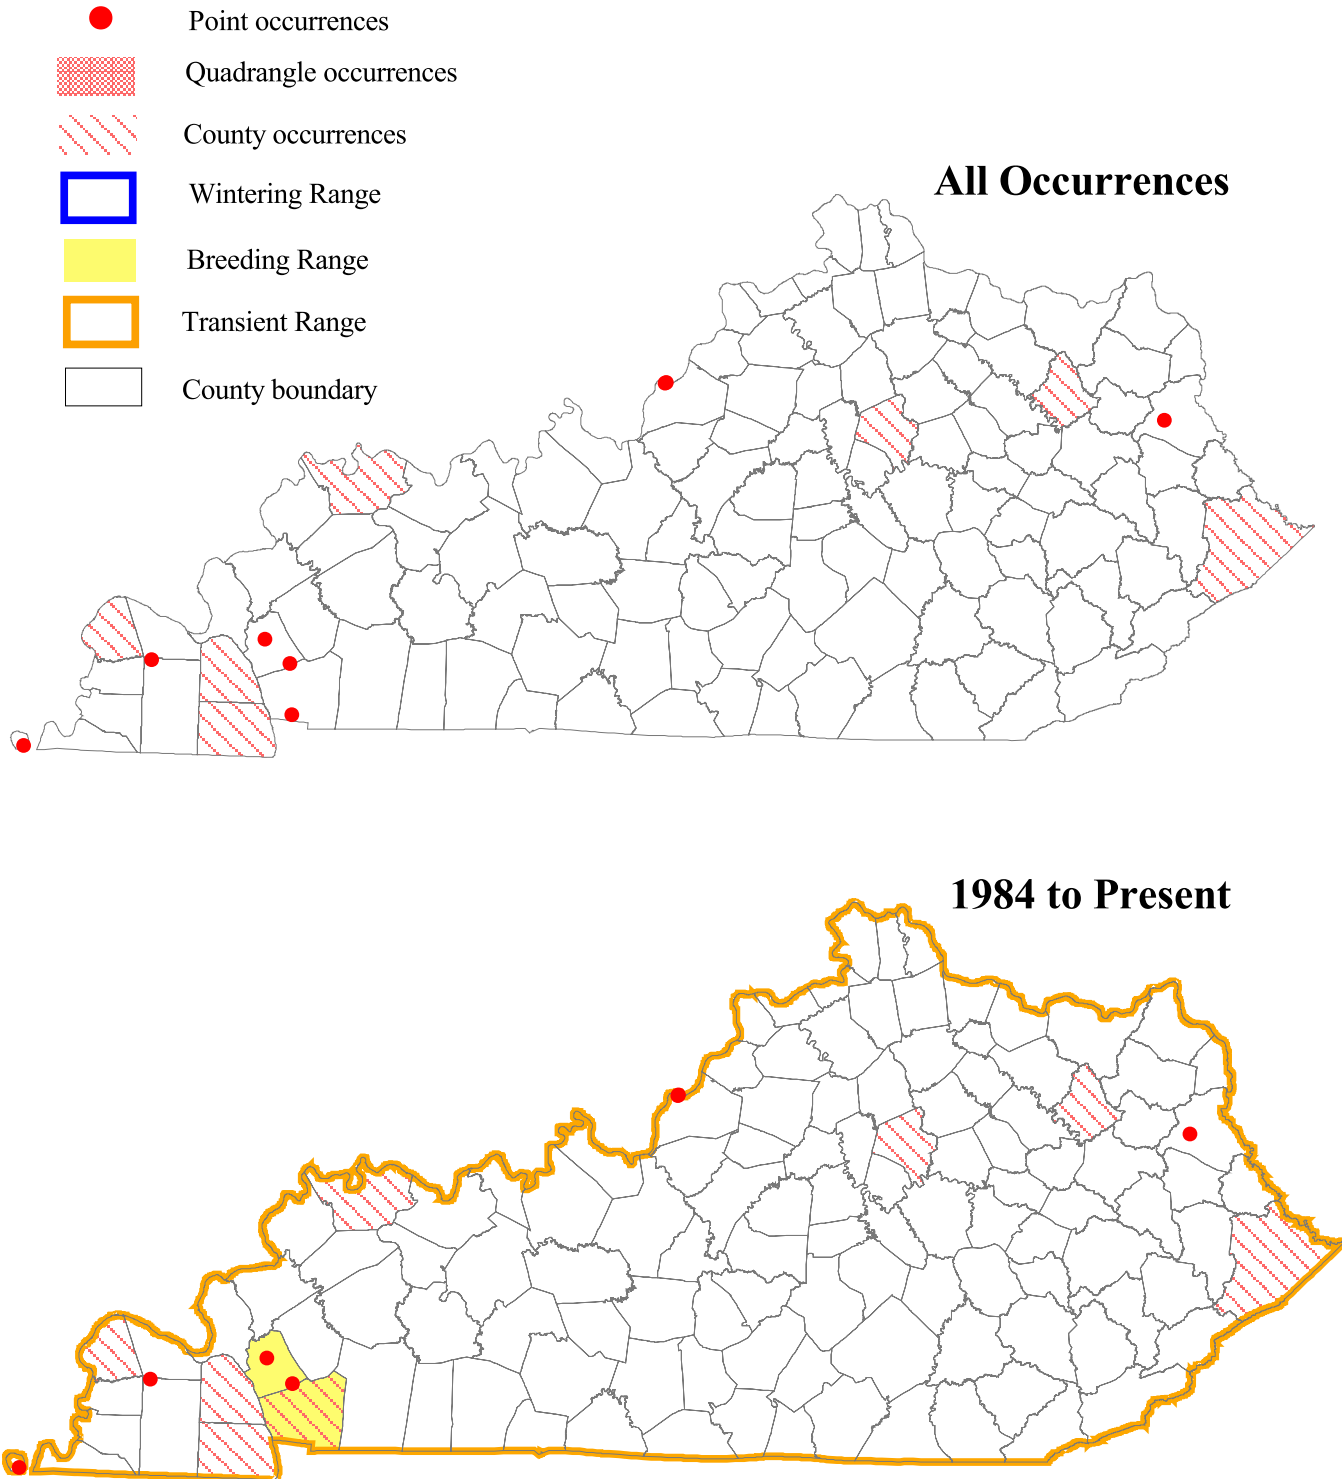 Point occurrences
Quadrangle occurrences
County occurrences
Wintering Range
Breeding Range
Transient Range
County boundary
All Occurrences
1984 to Present